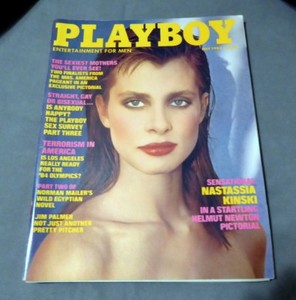 PLAYBOY
ENTERTAINMENT FOR MEN
THE SEXIEST MOTHERS
YOU'LL EVER SEE!
TWO FINALISTS FROM
THE MRS. AMERICA
PAGEANT IN AN
EXCLUSIVE PICTORIAL
STRAIGHT, GAY
OR BISEXUAL...
IS ANYBODY
HAPPY?
THE PLAYBOY
SEX SURVEY
PART THREE
TERRORISM IN
AMERICA
IS LOS ANGELES
REALLY READY
FOR THE
'84 OLYMPICS?
PART TWO OF
NORMAN MAILER'S
WILD EGYPTIAN
NOVEL
JIM PALMER
NOT JUST ANOTHER
PRETTY PITCHER
NASTASSIA
KINSKI
IN A STARTLING
HELMUT NEWTON
PICTORIAL